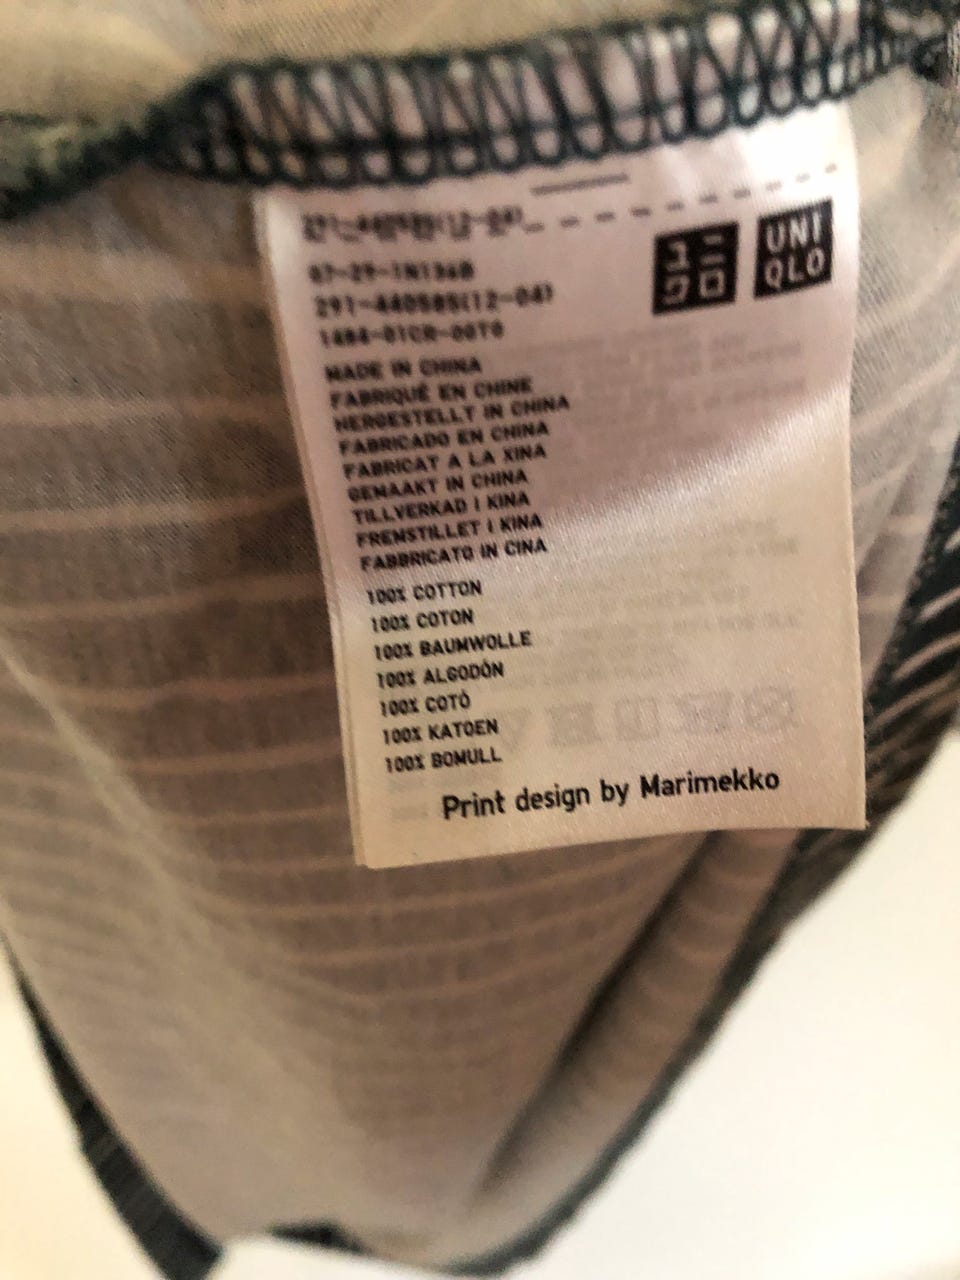 ユニ
クロ
UNI
QLO
291-440585(12-04)
MADE IN CHINA
FABRIQUÉ EN CHINE
HERGESTELLT IN CHINA
FABRICADO EN CHINA
FABRICAT A LA XINA
GEMAAKT IN CHINA
TILLVERKAD I KINA
FREMSTILLET I KINA
FABBRICATO IN CINA
100% COTTON
100% COTON
100% BAUMWOLLE
100% ALGODÓN
100% COTÓ
100% KATOEN
100% BOMULL
Print design by Marimekko